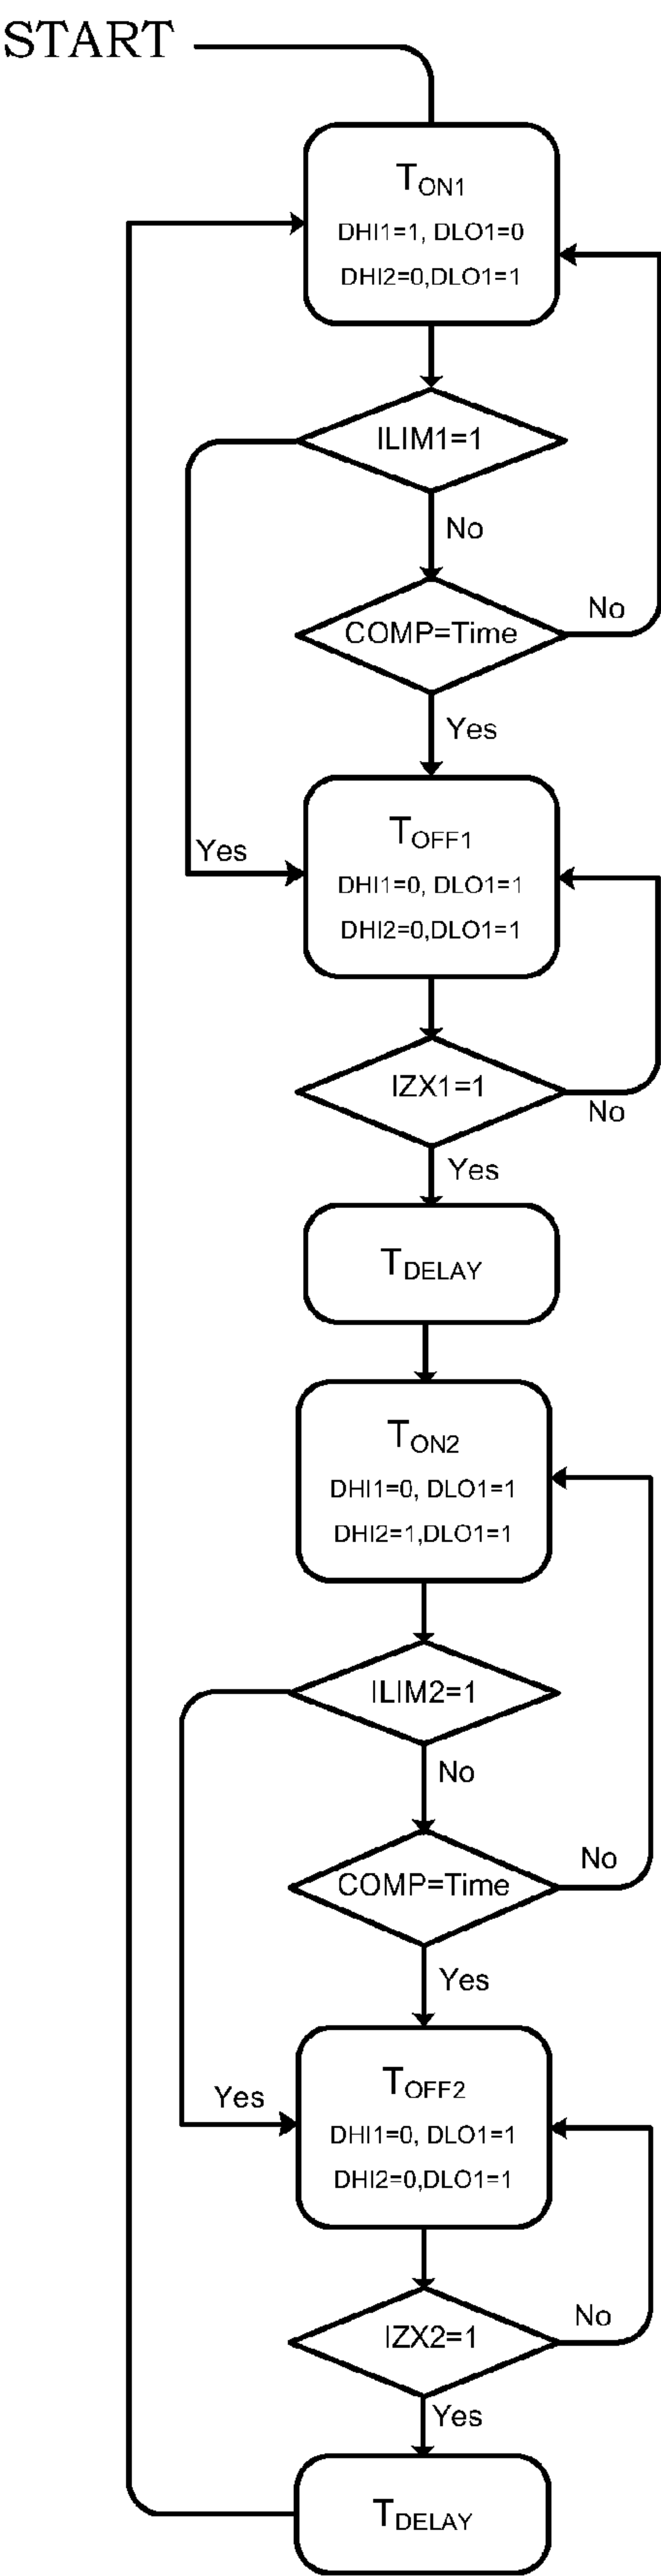 START
TON1
DHI1=1, DLO1=0
DHI2=0,DLO1=1
ILIM1=1
No
COMP=Time
No
Yes
TOFF1
Yes
DHI1=0, DLO1=1
DHI2=0,DLO1=1
IZX1=1
No
Yes
TDELAY
TON2
DHI1=0, DLO1=1
DHI2=1,DLO1=1
ILIM2=1
No
COMP=Time
No
Yes
TOFF2
Yes
DHI1=0, DLO1=1
DHI2=0,DLO1=1
IZX2=1
No
Yes
TDELAY